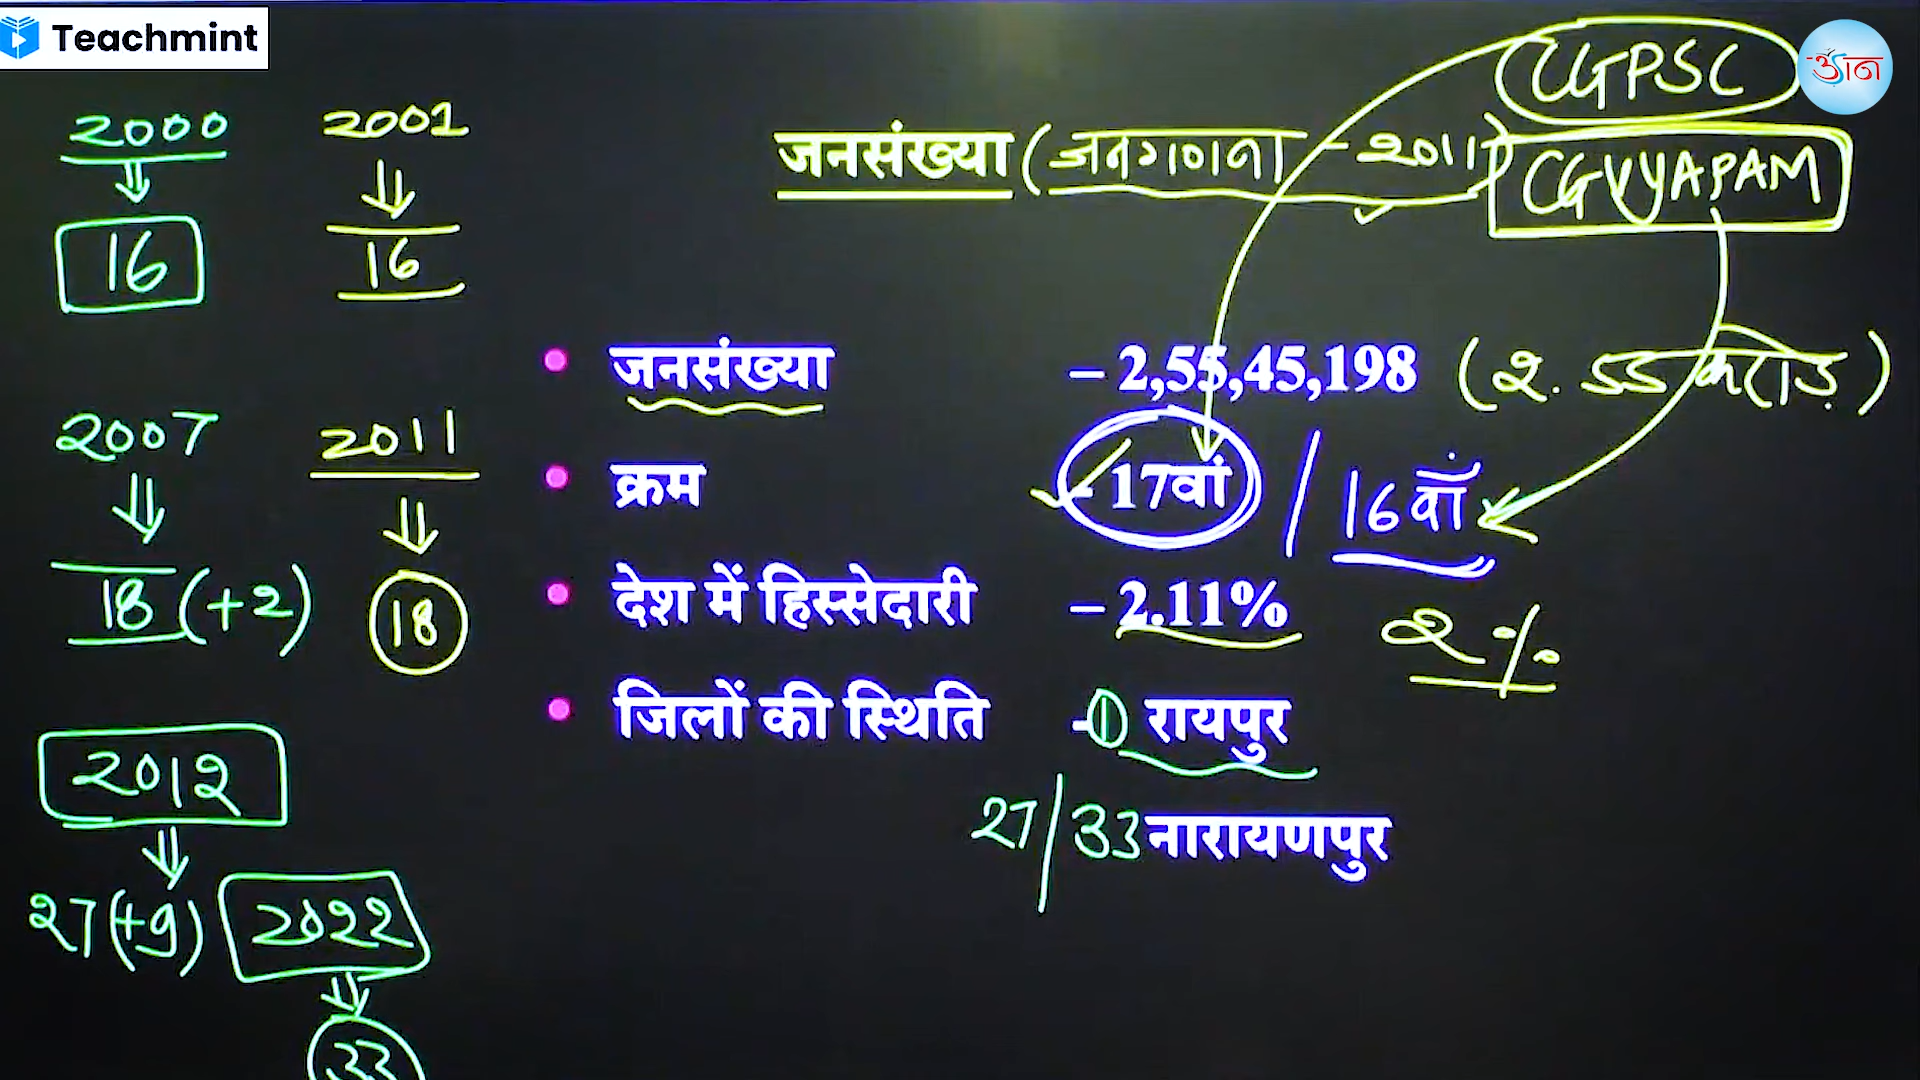 Teachmint
CGPSC
उड़ान
2000
2001
जनसंख्या (जनगणना - 2011)
CGVYAPAM
16
16
जनसंख्या – 2,55,45,198 (2.55 करोड़)
2007
2011
क्रम - 17वां / 16वाँ
18 (+2)
18
देश में हिस्सेदारी – 2.11% 2%
जिलों की स्थिति - 1 रायपुर
2012
27/33 नारायणपुर
27 (+9)
2022
33